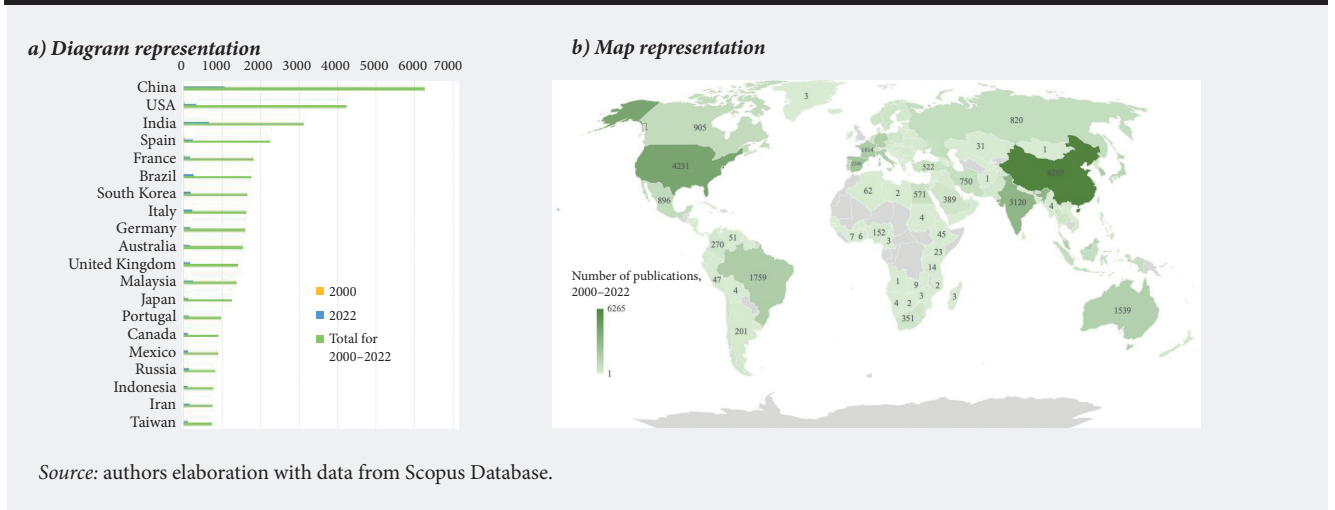 a) Diagram representation
0 1000 2000 3000 4000 5000 6000 7000
China
USA
India
Spain
France
Brazil
South Korea
Italy
Germany
Australia
United Kingdom
Malaysia
Japan
Portugal
Canada
Mexico
Russia
Indonesia
Iran
Taiwan
2000
2022
Total for
2000–2022
b) Map representation
3
905
820
4231
1814
31
1
522
6265
896
62
2
571
750
1
389
3120
4
4
7 6 152
3
45
51
270
23
14
47
1759
4
1
9
2
3
3
4 2
351
201
1539
Number of publications,
2000–2022
6265
1
Source: authors elaboration with data from Scopus Database.